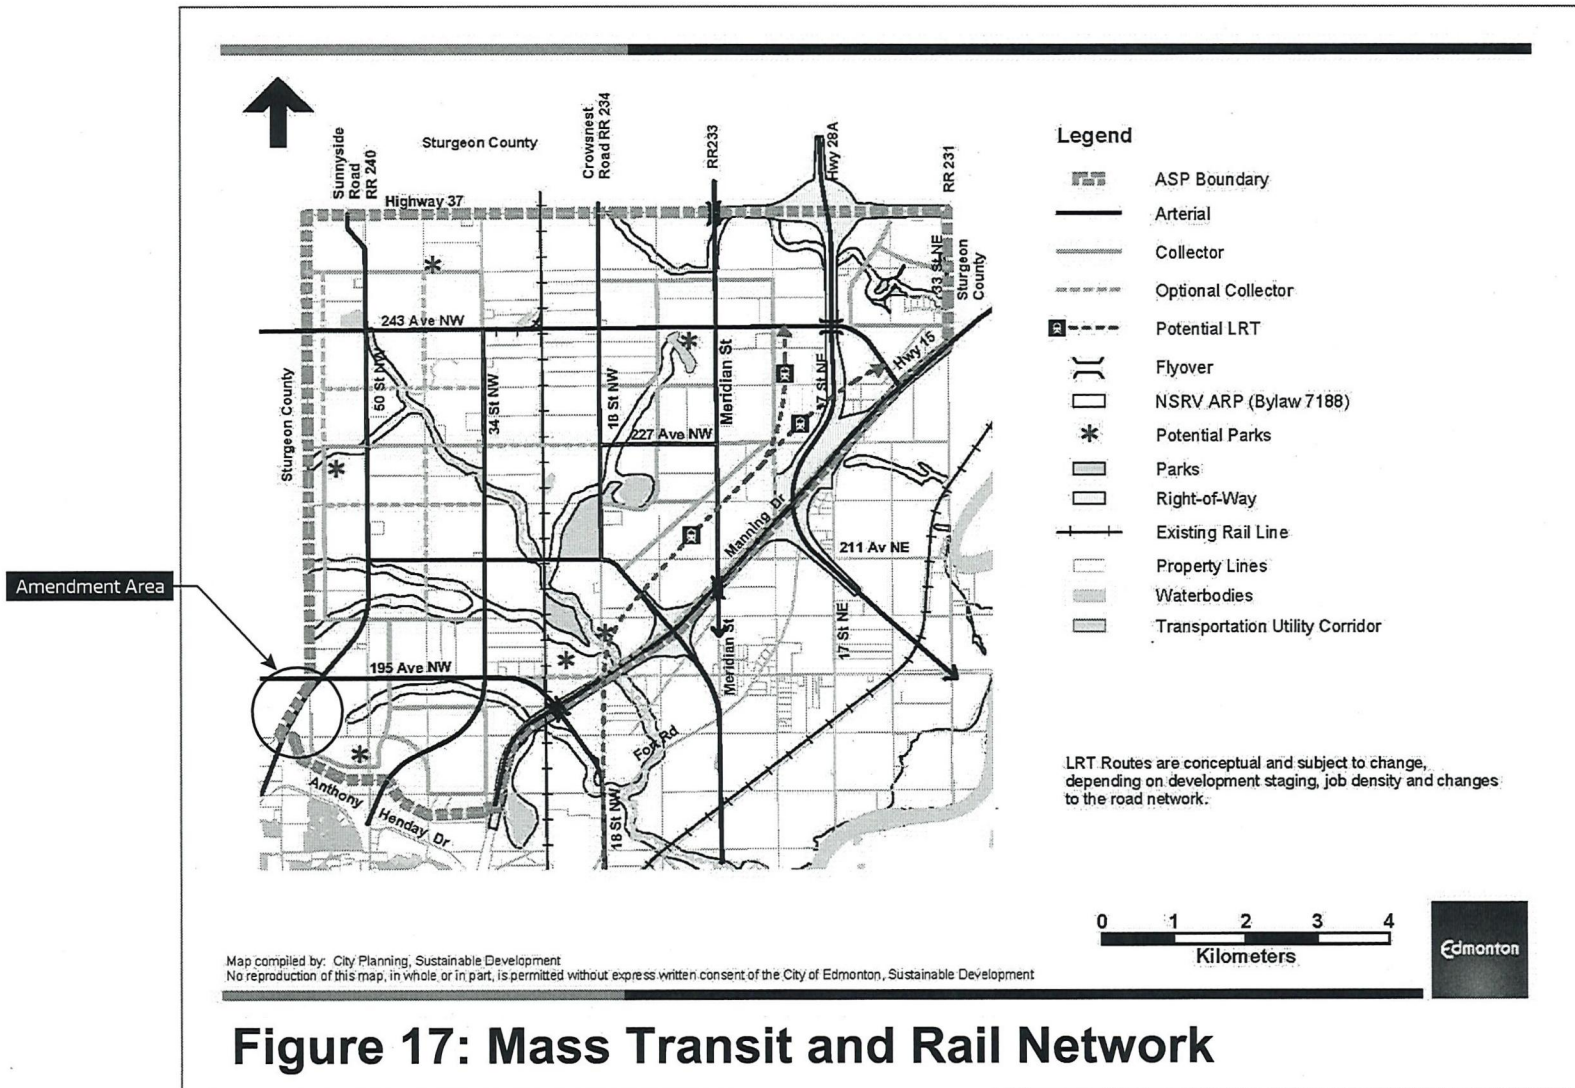 Sunnyside
Road
RR 240
Sturgeon County
Crowsnest
Road RR 234
RR233
Hwy 28A
RR 231
Highway 37
33 St NE
Sturgeon
County
243 Ave NW
Sturgeon County
50 St NW
34 St NW
18 St NW
Meridian St
17 St NE
Hwy 15
227 Ave NW
Manning Dr
211 Av NE
Amendment Area
195 Ave NW
Meridian St
17 St NE
Fort Rd
Anthony
Henday Dr
18 St NW
Legend
ASP Boundary
Arterial
Collector
Optional Collector
Potential LRT
Flyover
NSRV ARP (Bylaw 7188)
Potential Parks
Parks
Right-of-Way
Existing Rail Line
Property Lines
Waterbodies
Transportation Utility Corridor
LRT Routes are conceptual and subject to change,
depending on development staging, job density and changes
to the road network.
0 1 2 3 4
Kilometers
Edmonton
Map compiled by: City Planning, Sustainable Development
No reproduction of this map, in whole or in part, is permitted without express written consent of the City of Edmonton, Sustainable Development
Figure 17: Mass Transit and Rail Network